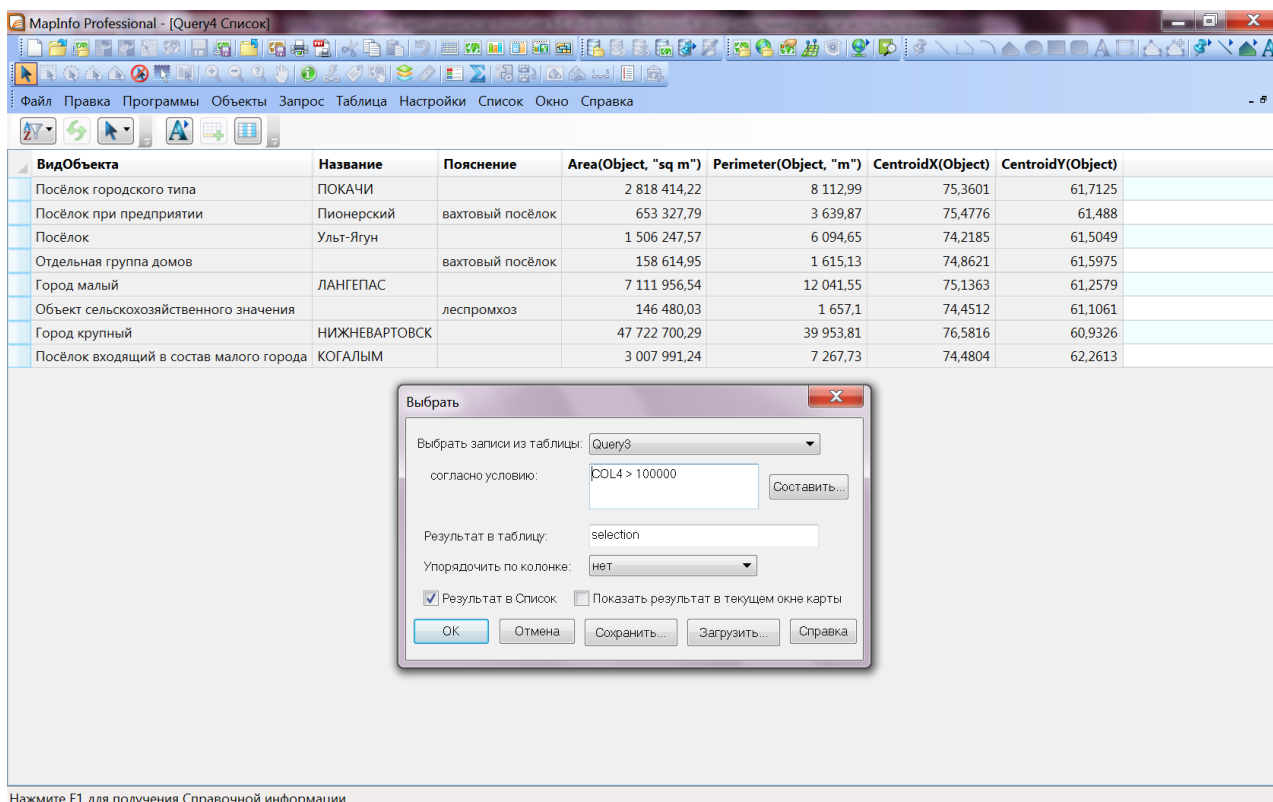 MapInfo Professional - [Query4 Список]
Файл Правка Программы Объекты Запрос Таблица Настройки Список Окно Справка
ВидОбъекта Название Пояснение Area(Object, "sq m") Perimeter(Object, "m") CentroidX(Object) CentroidY(Object)
Посёлок городского типа ПОКАЧИ 2 818 414,22 8 112,99 75,3601 61,7125
Посёлок при предприятии Пионерский вахтовый посёлок 653 327,79 3 639,87 75,4776 61,488
Посёлок Ульт-Ягун 1 506 247,57 6 094,65 74,2185 61,5049
Отдельная группа домов вахтовый посёлок 158 614,95 1 615,13 74,8621 61,5975
Город малый ЛАНГЕПАС 7 111 956,54 12 041,55 75,1363 61,2579
Объект сельскохозяйственного значения леспромхоз 146 480,03 1 657,1 74,4512 61,1061
Город крупный НИЖНЕВАРТОВСК 47 722 700,29 39 953,81 76,5816 60,9326
Посёлок входящий в состав малого города КОГАЛЫМ 3 007 991,24 7 267,73 74,4804 62,2613
Выбрать
Выбрать записи из таблицы: Query3
согласно условию: COL4 > 100000
Составить...
Результат в таблицу: selection
Упорядочить по колонке: нет
Результат в Список Показать результат в текущем окне карты
ОК Отмена Сохранить... Загрузить... Справка
Нажмите F1 для получения Справочной информации